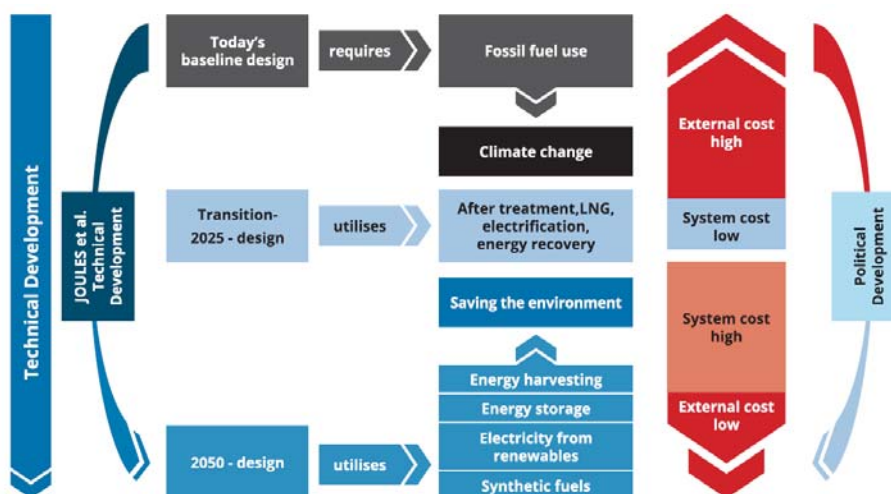 Technical Development
JOULES et al.
Technical
Development
Today's
baseline design
requires
Fossil fuel use
Climate change
Transition-
2025 - design
utilises
After treatment,LNG,
electrification,
energy recovery
Saving the environment
Energy harvesting
Energy storage
Electricity from
renewables
Synthetic fuels
2050 - design
utilises
External cost
high
System cost
low
System cost
high
External cost
low
Political
Development